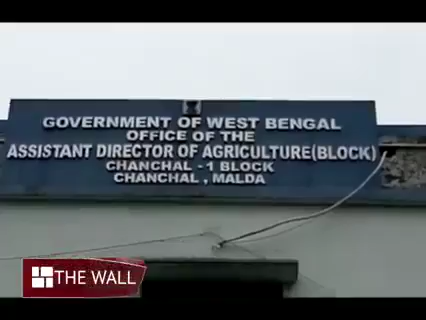 GOVERNMENT OF WEST BENGAL
OFFICE OF THE
ASSISTANT DIRECTOR OF AGRICULTURE(BLOCK)
CHANCHAL - 1 BLOCK
CHANCHAL , MALDA
THE WALL